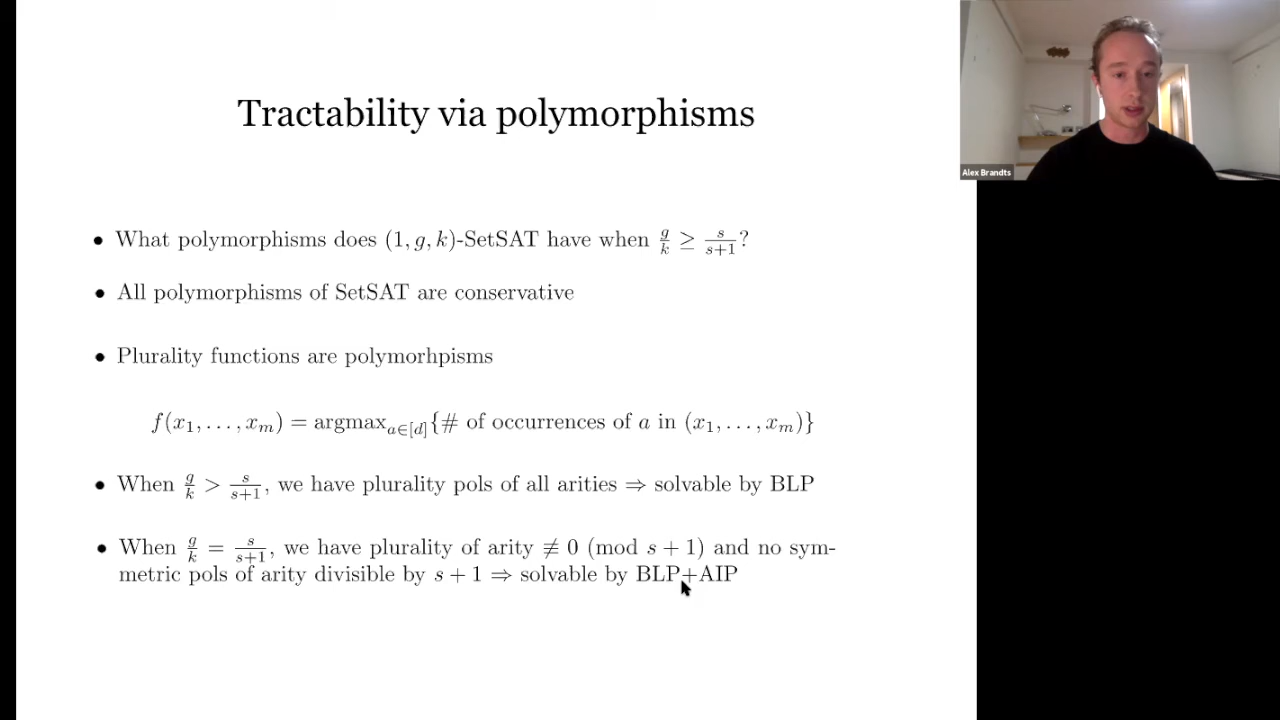 Tractability via polymorphisms
Alex Brandts
• What polymorphisms does (1, g, k)-SetSAT have when g/k ≥ s/(s+1)?
• All polymorphisms of SetSAT are conservative
• Plurality functions are polymorhpisms
f(x₁, . . . , xₘ) = argmax_{a∈[d]}{# of occurrences of a in (x₁, . . . , xₘ)}
• When g/k > s/(s+1), we have plurality pols of all arities ⇒ solvable by BLP
• When g/k = s/(s+1), we have plurality of arity ≢ 0 (mod s + 1) and no sym-
metric pols of arity divisible by s + 1 ⇒ solvable by BLP+AIP